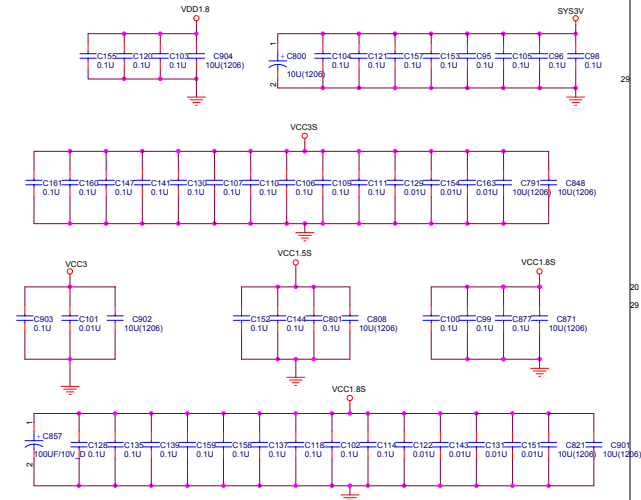 VDD1.8
C155 C120 C103 C904
0.1U 0.1U 0.1U 10U(1206)
SYS3V
1
+ C800 C104 C121 C157 C153 C95 C105 C96 C98
10U(1206) 0.1U 0.1U 0.1U 0.1U 0.1U 0.1U 0.1U 0.1U
2
29
VCC3S
C161 C160 C147 C141 C130 C107 C110 C106 C109 C111 C129 C154 C163 C791 C848
0.1U 0.1U 0.1U 0.1U 0.1U 0.1U 0.1U 0.1U 0.1U 0.1U 0.01U 0.01U 0.01U 10U(1206) 10U(1206)
VCC3
C903 C101 C902
0.1U 0.01U 10U(1206)
VCC1.5S
C152 C144 C801 C808
0.1U 0.1U 0.1U 10U(1206)
VCC1.8S
C100 C99 C877 C871
0.1U 0.1U 0.1U 10U(1206)
20
29
VCC1.8S
1
+ C857 C128 C135 C139 C159 C158 C137 C118 C102 C114 C122 C143 C131 C151 C821 C901
100UF/10V_D 0.1U 0.1U 0.1U 0.1U 0.1U 0.1U 0.1U 0.1U 0.1U 0.01U 0.01U 0.01U 0.01U 10U(1206) 10U(1206)
2